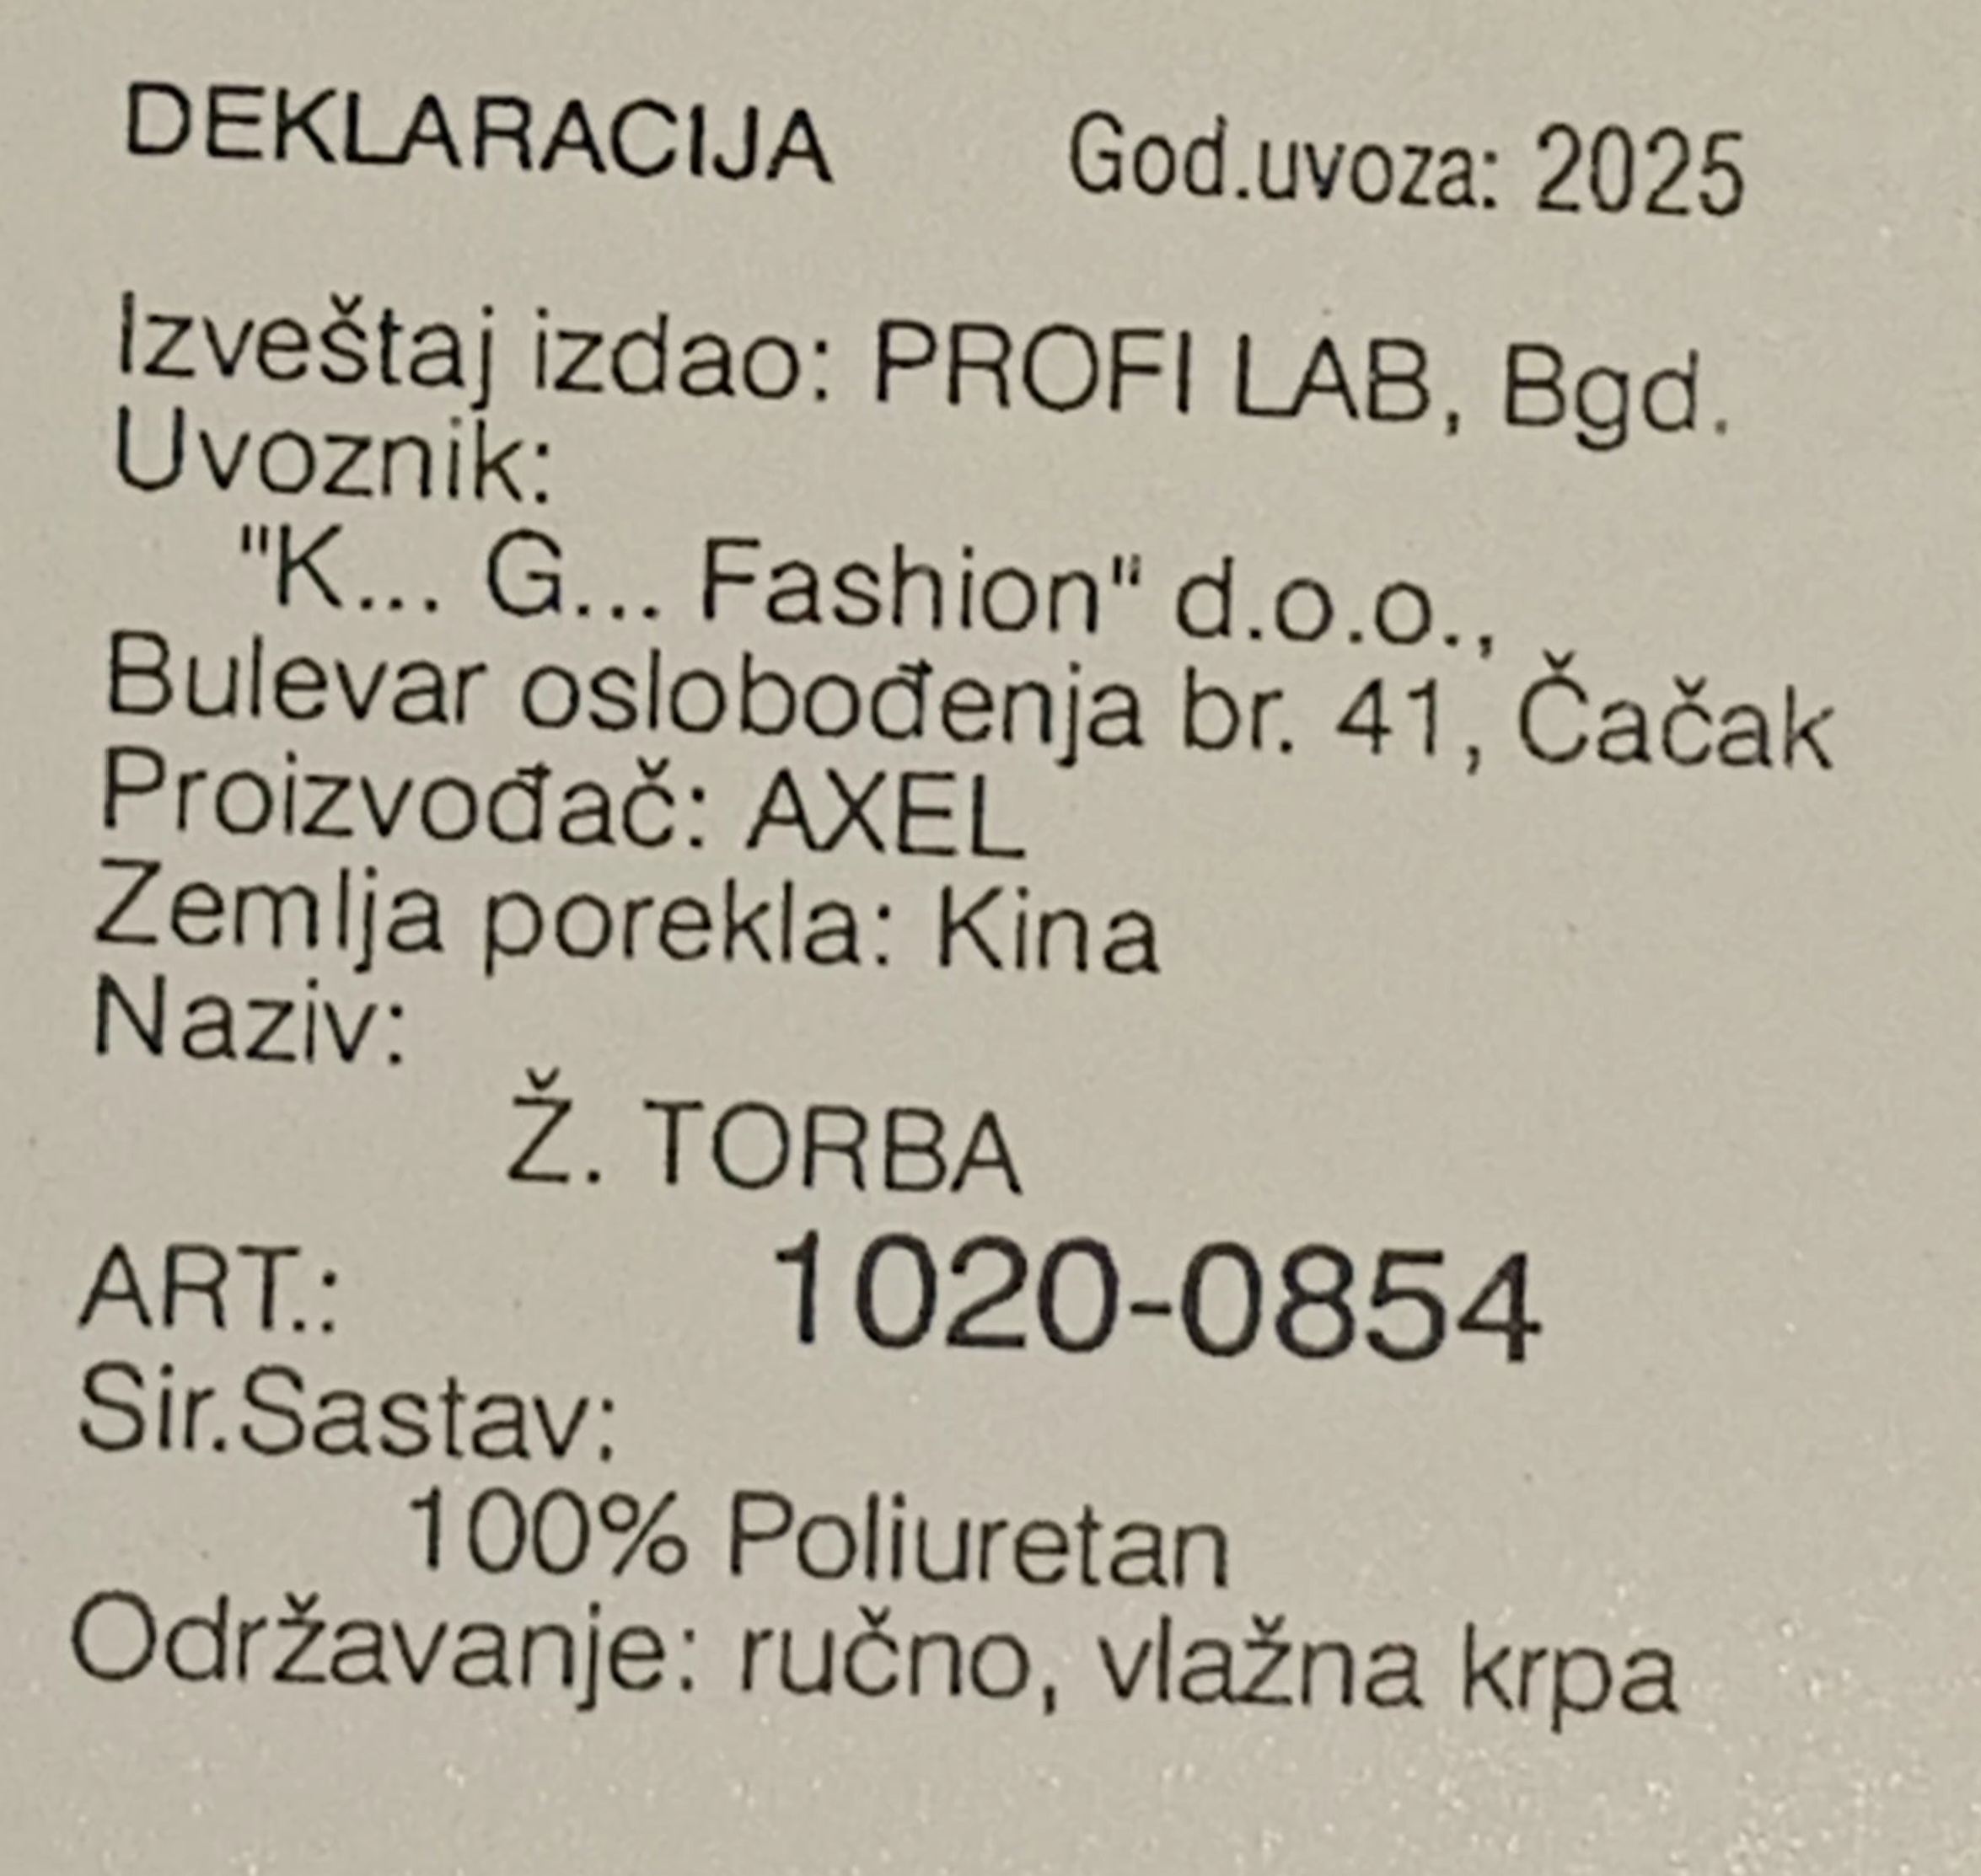 DEKLARACIJA God.uvoza: 2025
Izveštaj izdao: PROFI LAB, Bgd.
Uvoznik:
"K... G... Fashion" d.o.o.,
Bulevar oslobođenja br. 41, Čačak
Proizvođač: AXEL
Zemlja porekla: Kina
Naziv:
Ž. TORBA
ART.: 1020-0854
Sir.Sastav:
100% Poliuretan
Održavanje: ručno, vlažna krpa